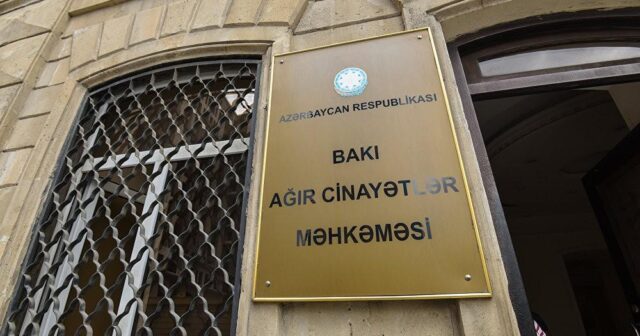 AZƏRBAYCAN RESPUBLİKASI
BAKI
AĞIR CİNAYƏTLƏR
MƏHKƏMƏSİ